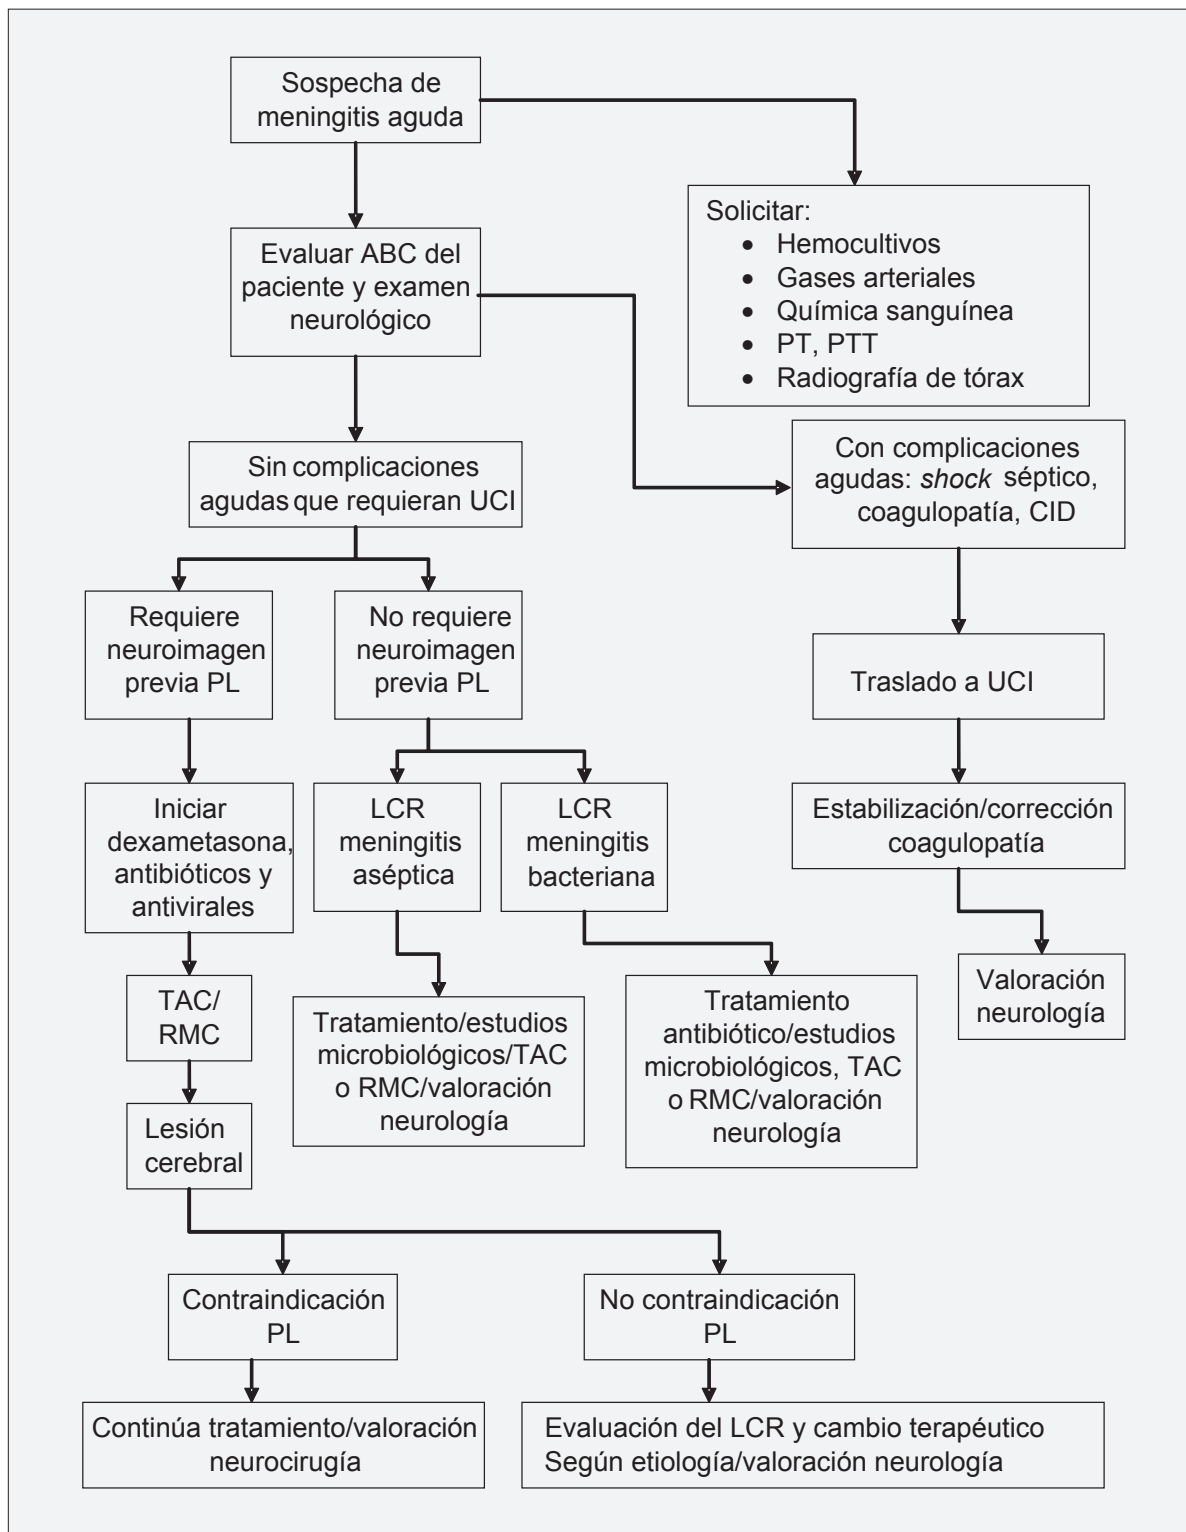 Sospecha de
meningitis aguda
Solicitar:
• Hemocultivos
• Gases arteriales
• Química sanguínea
• PT, PTT
• Radiografía de tórax
Evaluar ABC del
paciente y examen
neurológico
Sin complicaciones
agudas que requieran UCI
Con complicaciones
agudas: shock séptico,
coagulopatía, CID
Requiere
neuroimagen
previa PL
No requiere
neuroimagen
previa PL
Traslado a UCI
Iniciar
dexametasona,
antibióticos y
antivirales
LCR
meningitis
aséptica
LCR
meningitis
bacteriana
Estabilización/corrección
coagulopatía
TAC/
RMC
Tratamiento/estudios
microbiológicos/TAC
o RMC/valoración
neurología
Tratamiento
antibiótico/estudios
microbiológicos, TAC
o RMC/valoración
neurología
Valoración
neurología
Lesión
cerebral
Contraindicación
PL
No contraindicación
PL
Continúa tratamiento/valoración
neurocirugía
Evaluación del LCR y cambio terapéutico
Según etiología/valoración neurología